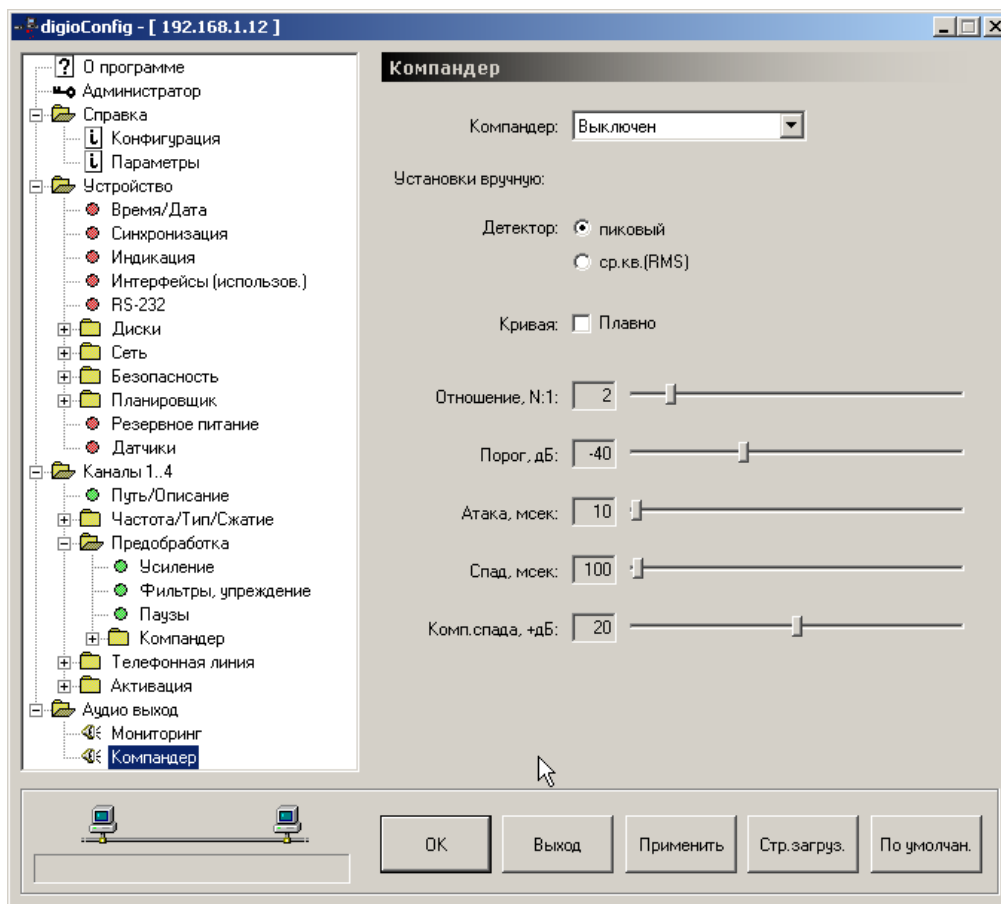 digioConfig - [ 192.168.1.12 ]
? О программе
Администратор
Справка
i Конфигурация
i Параметры
Устройство
Время/Дата
Синхронизация
Индикация
Интерфейсы (использов.)
RS-232
Диски
Сеть
Безопасность
Планировщик
Резервное питание
Датчики
Каналы 1..4
Путь/Описание
Частота/Тип/Сжатие
Предобработка
Усиление
Фильтры, упреждение
Паузы
Компандер
Телефонная линия
Активация
Аудио выход
Мониторинг
Компандер
Компандер
Компандер: Выключен
Установки вручную:
Детектор: пиковый
ср.кв.(RMS)
Кривая: Плавно
Отношение, N:1: 2
Порог, дБ: -40
Атака, мсек: 10
Спад, мсек: 100
Комп.спада, +дБ: 20
OK Выход Применить Стр.загруз. По умолчан.